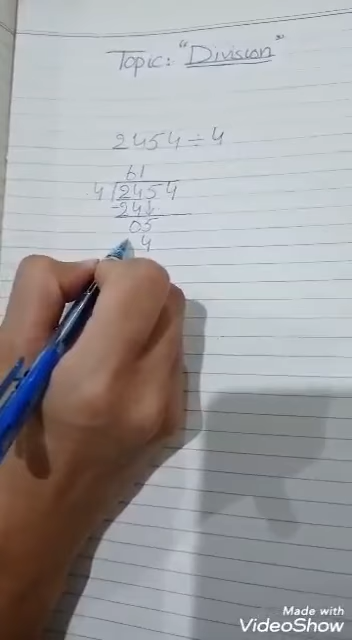 Topic: "Division"
2454 ÷ 4
61
4 2454
-24↓
05
4
Made with
VideoShow